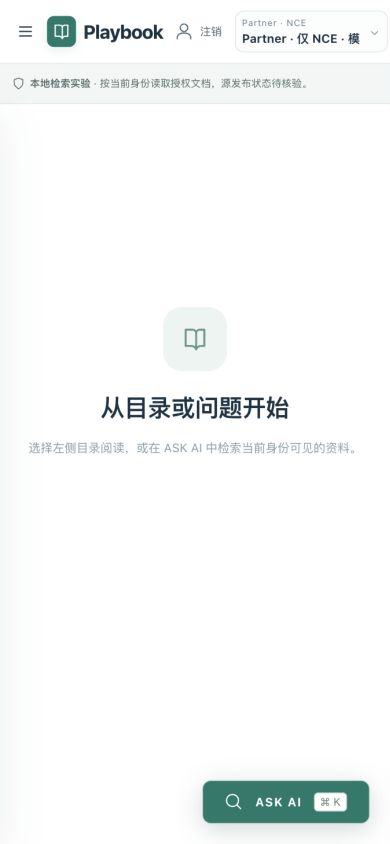 Playbook
注销
Partner · NCE
Partner · 仅 NCE · 模
本地检索实验 · 按当前身份读取授权文档，源发布状态待核验。
从目录或问题开始
选择左侧目录阅读，或在 ASK AI 中检索当前身份可见的资料。
ASK AI ⌘ K